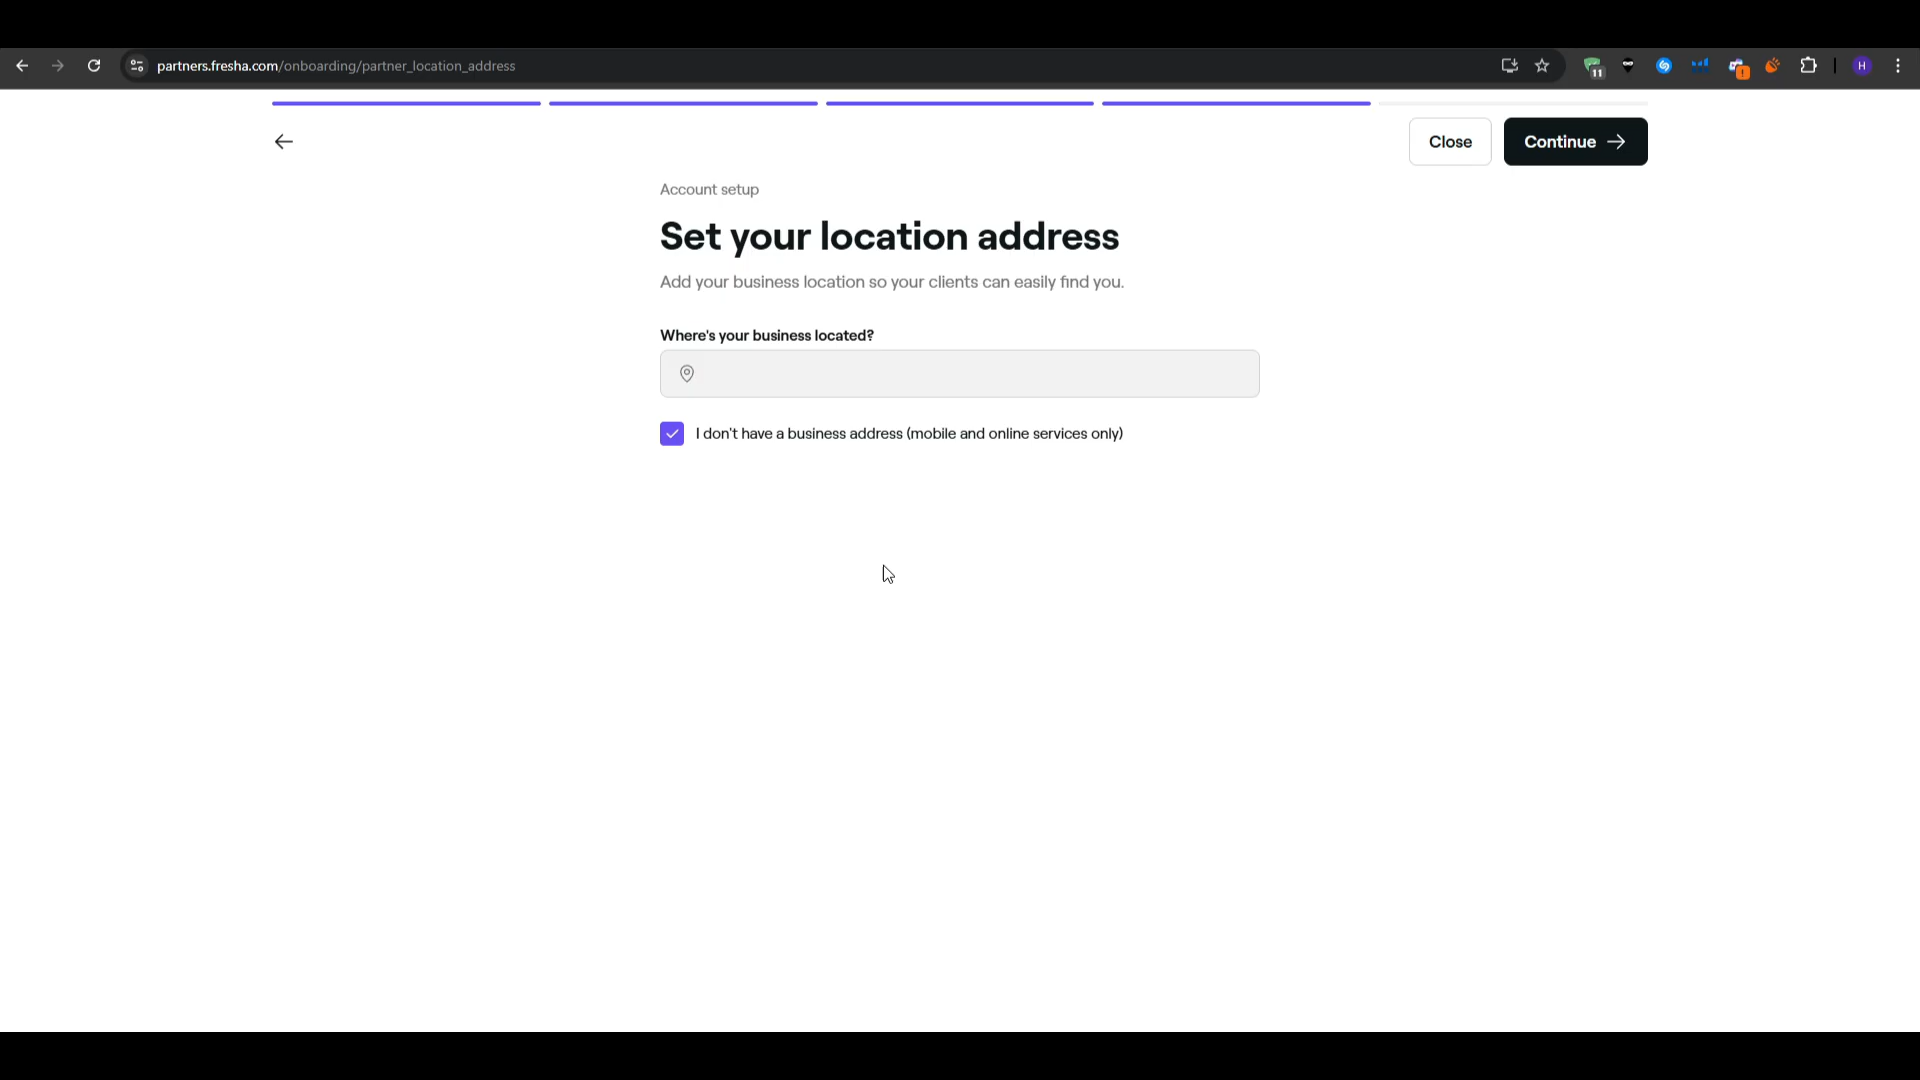 partners.fresha.com/onboarding/partner_location_address
11
!
H
Close
Continue
Account setup
Set your location address
Add your business location so your clients can easily find you.
Where's your business located?
I don't have a business address (mobile and online services only)